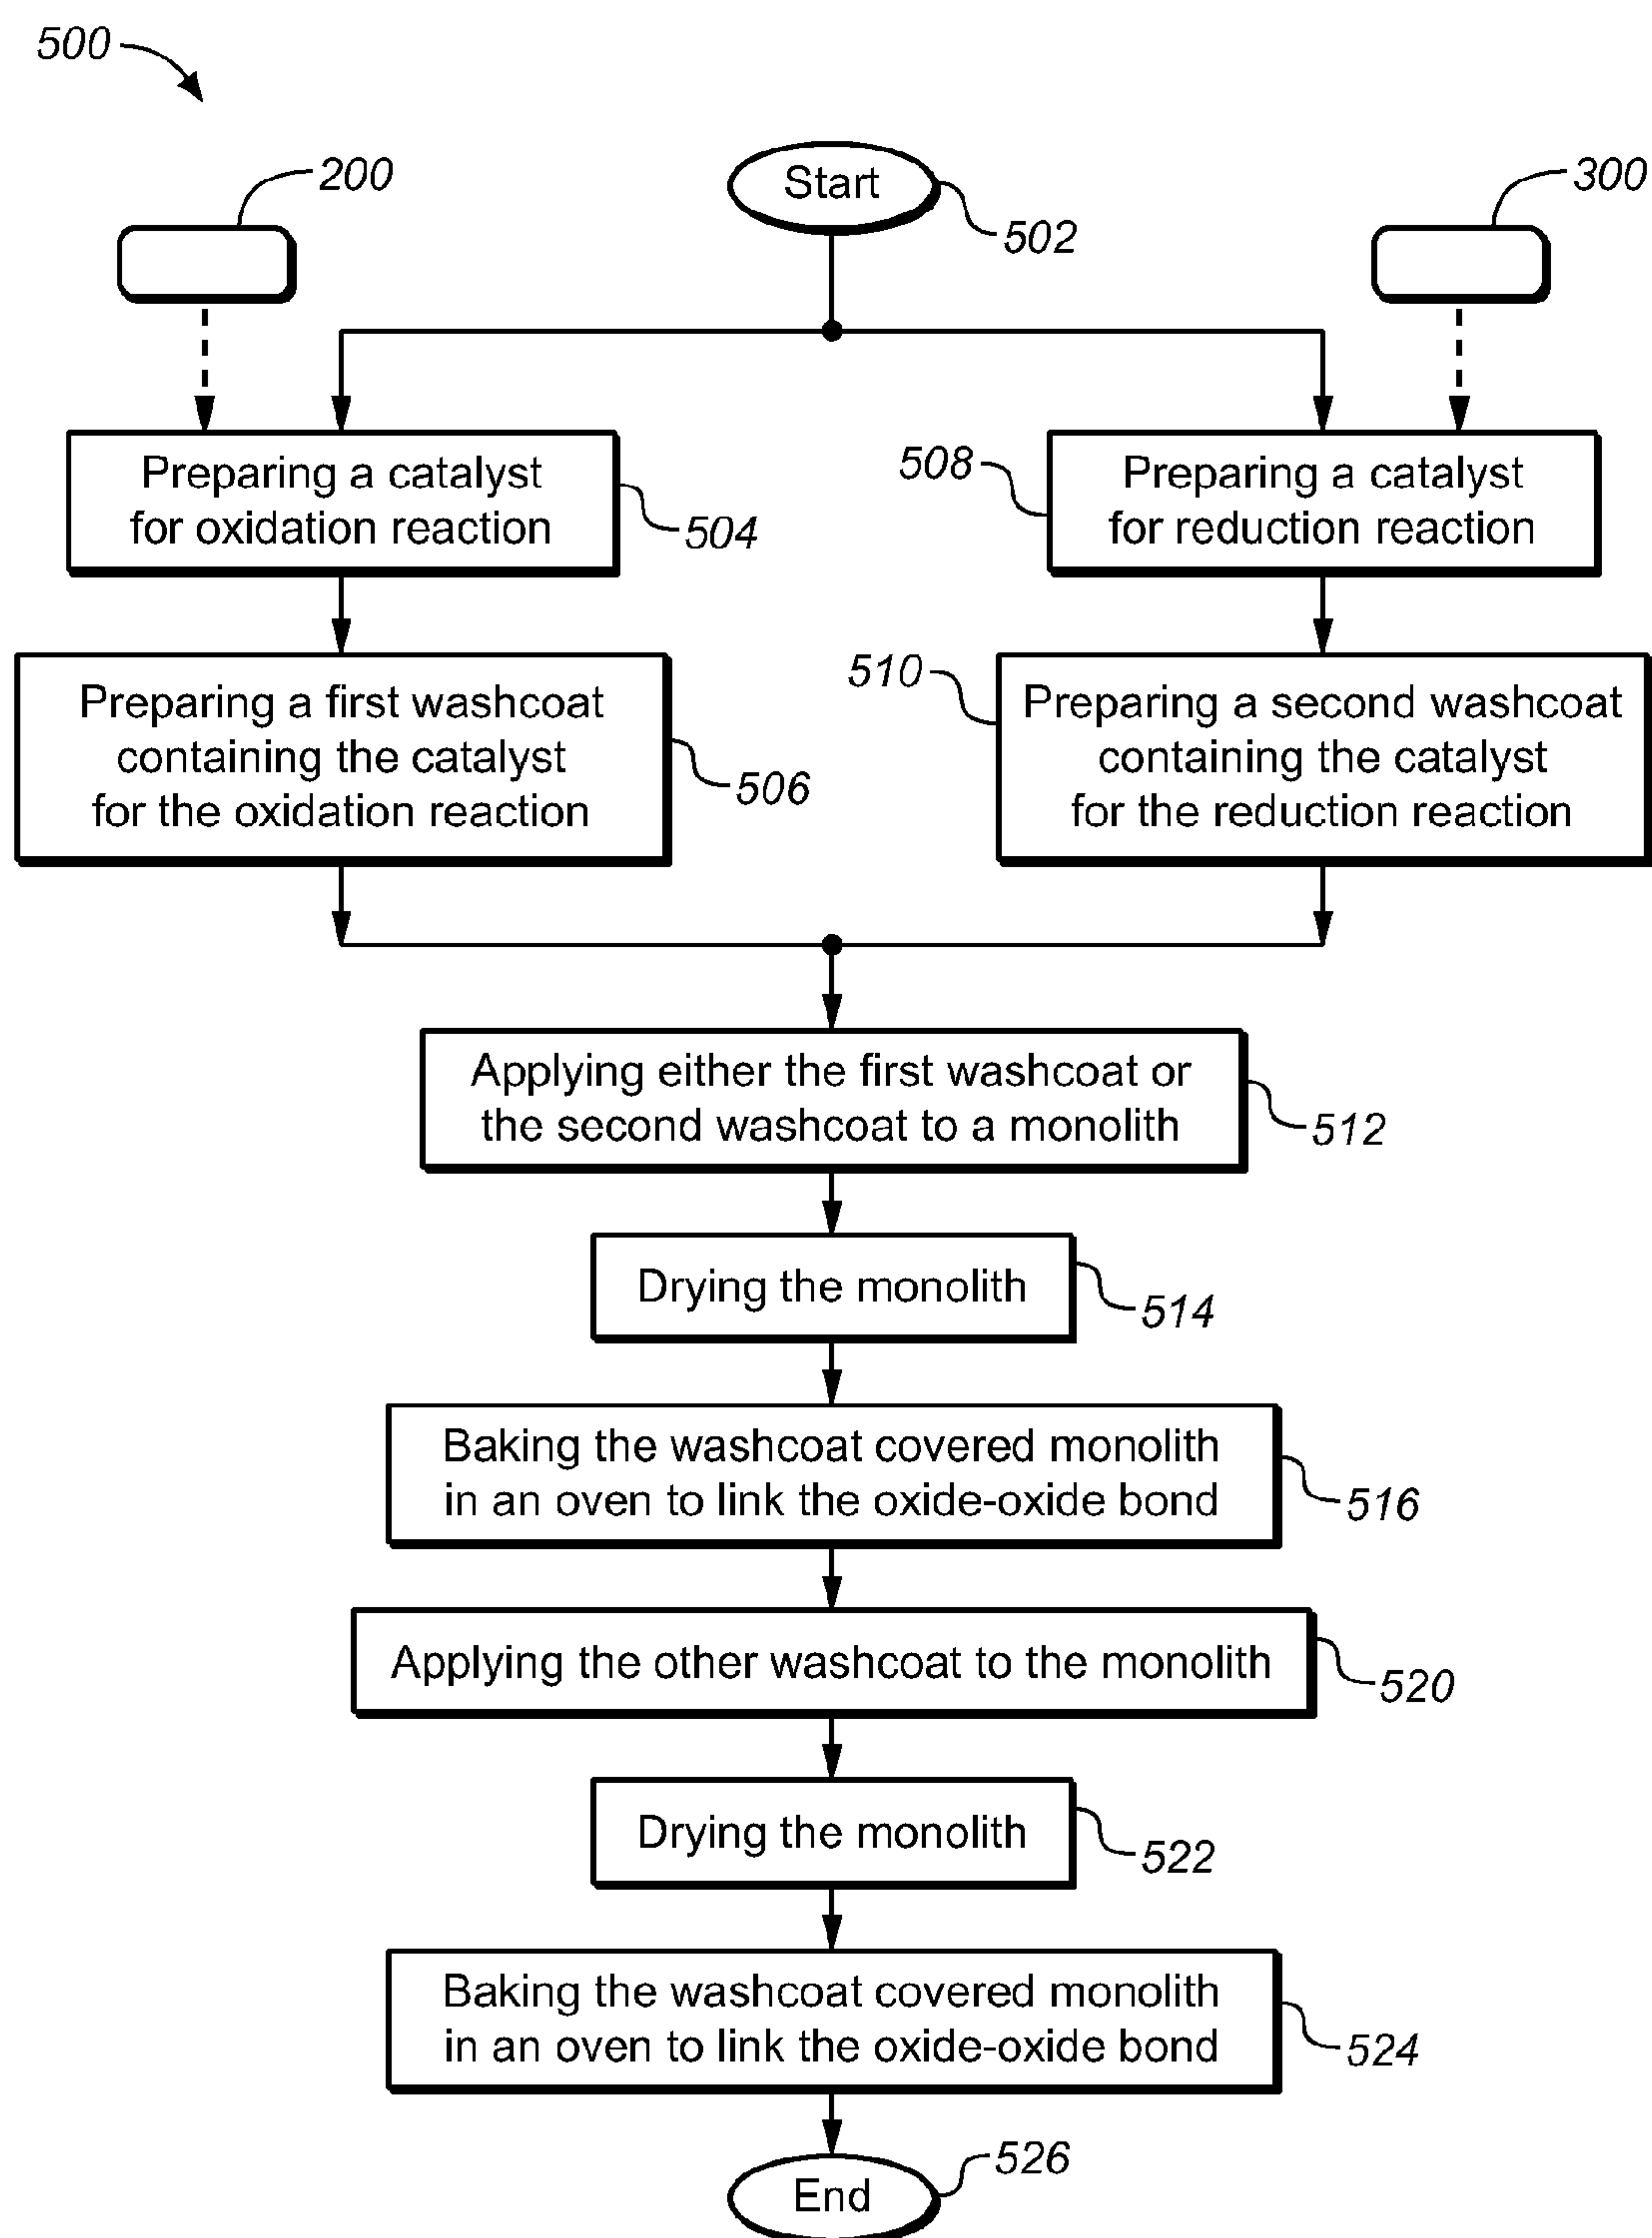 500
200
Start
300
502
Preparing a catalyst
for oxidation reaction
504
508
Preparing a catalyst
for reduction reaction
Preparing a first washcoat
containing the catalyst
for the oxidation reaction
506
510
Preparing a second washcoat
containing the catalyst
for the reduction reaction
Applying either the first washcoat or
the second washcoat to a monolith
512
Drying the monolith
514
Baking the washcoat covered monolith
in an oven to link the oxide-oxide bond
516
Applying the other washcoat to the monolith
520
Drying the monolith
522
Baking the washcoat covered monolith
in an oven to link the oxide-oxide bond
524
526
End